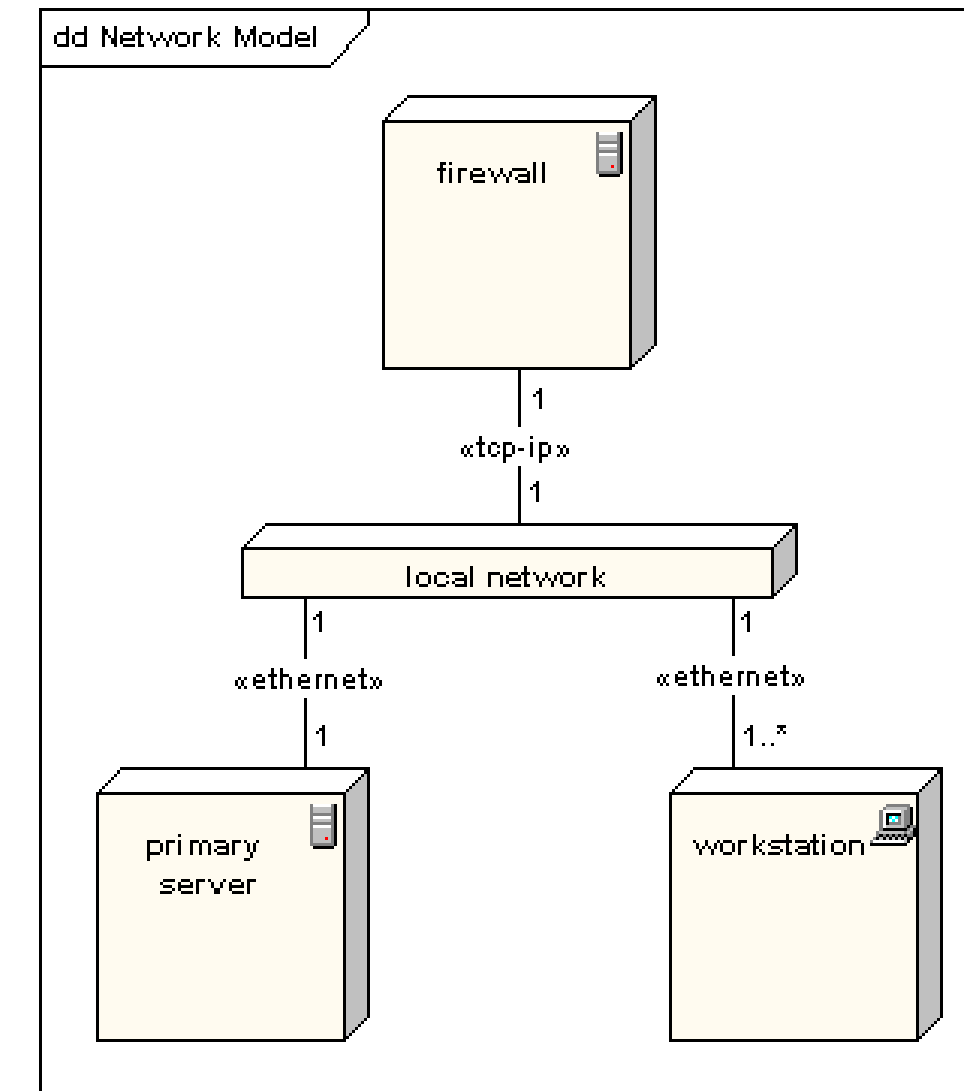 dd Network Model
firewall
1
«tcp-ip»
1
local network
1
1
«ethernet»
«ethernet»
1
1..*
primary
server
workstation